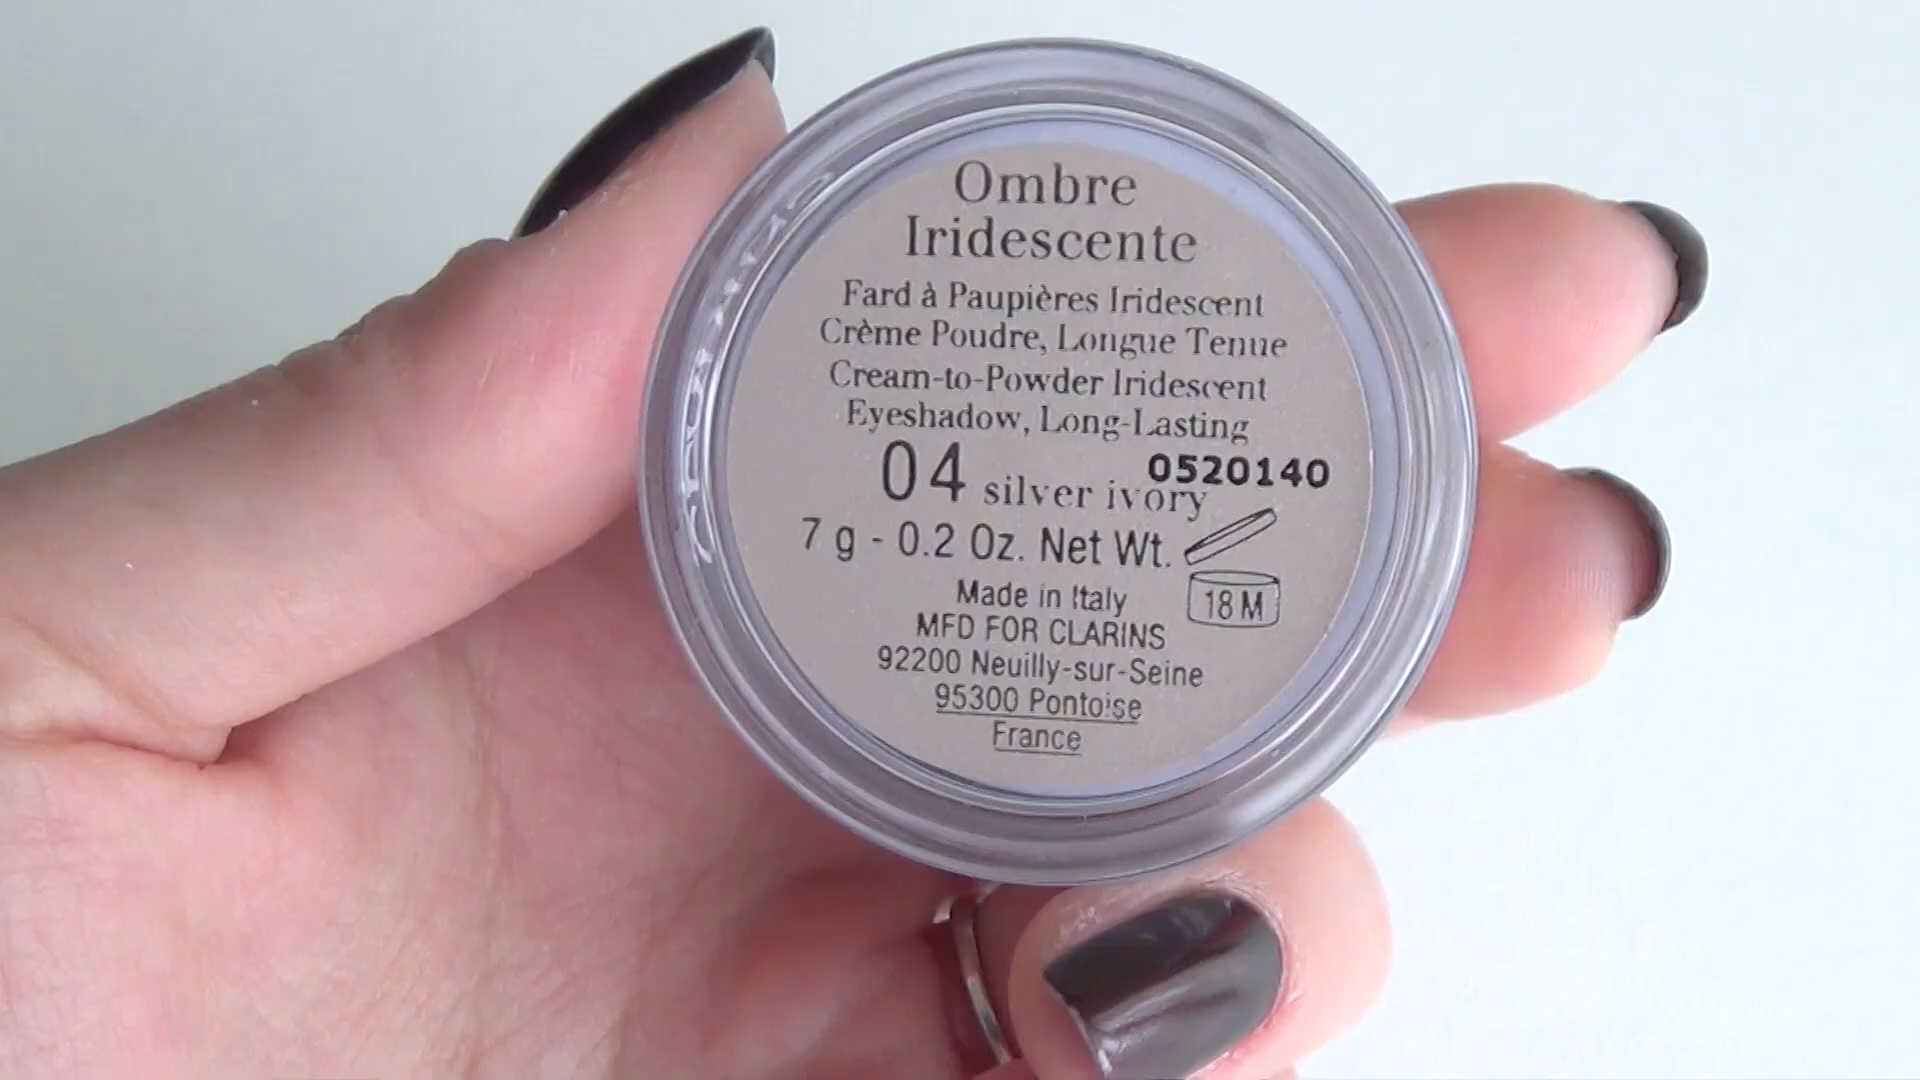 Ombre
Iridescente
Fard à Paupières Iridescent
Crème Poudre, Longue Tenue
Cream-to-Powder Iridescent
Eyeshadow, Long-Lasting
04 silver ivory
0520140
7 g - 0.2 Oz. Net Wt.
18 M
Made in Italy
MFD FOR CLARINS
92200 Neuilly-sur-Seine
95300 Pontoise
France